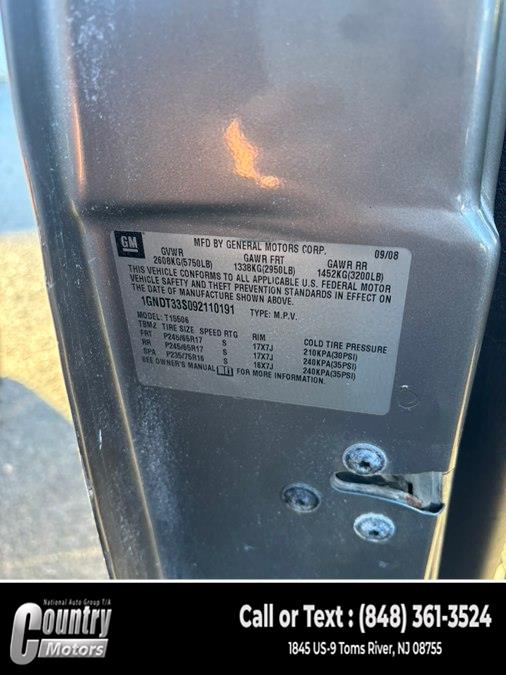 GM
MFD BY GENERAL MOTORS CORP.
09/08
GVWR
GAWR FRT
GAWR RR
2608KG(5750LB)
1338KG(2950LB)
1452KG(3200LB)
THIS VEHICLE CONFORMS TO ALL APPLICABLE U.S. FEDERAL MOTOR
VEHICLE SAFETY AND THEFT PREVENTION STANDARDS IN EFFECT ON
THE DATE OF MANUFACTURE SHOWN ABOVE.
1GNDT33S092110191
TYPE: M.P.V.
MODEL: T15506
TBMZ TIRE SIZE SPEED RTG RIM COLD TIRE PRESSURE
FRT P245/65R17 S 17X7J 210KPA(30PSI)
RR P245/65R17 S 17X7J 240KPA(35PSI)
SPA P235/75R16 S 16X7J 240KPA(35PSI)
SEE OWNER'S MANUAL FOR MORE INFORMATION.
National Auto Group T/A
Country
Motors
Call or Text : (848) 361-3524
1845 US-9 Toms River, NJ 08755